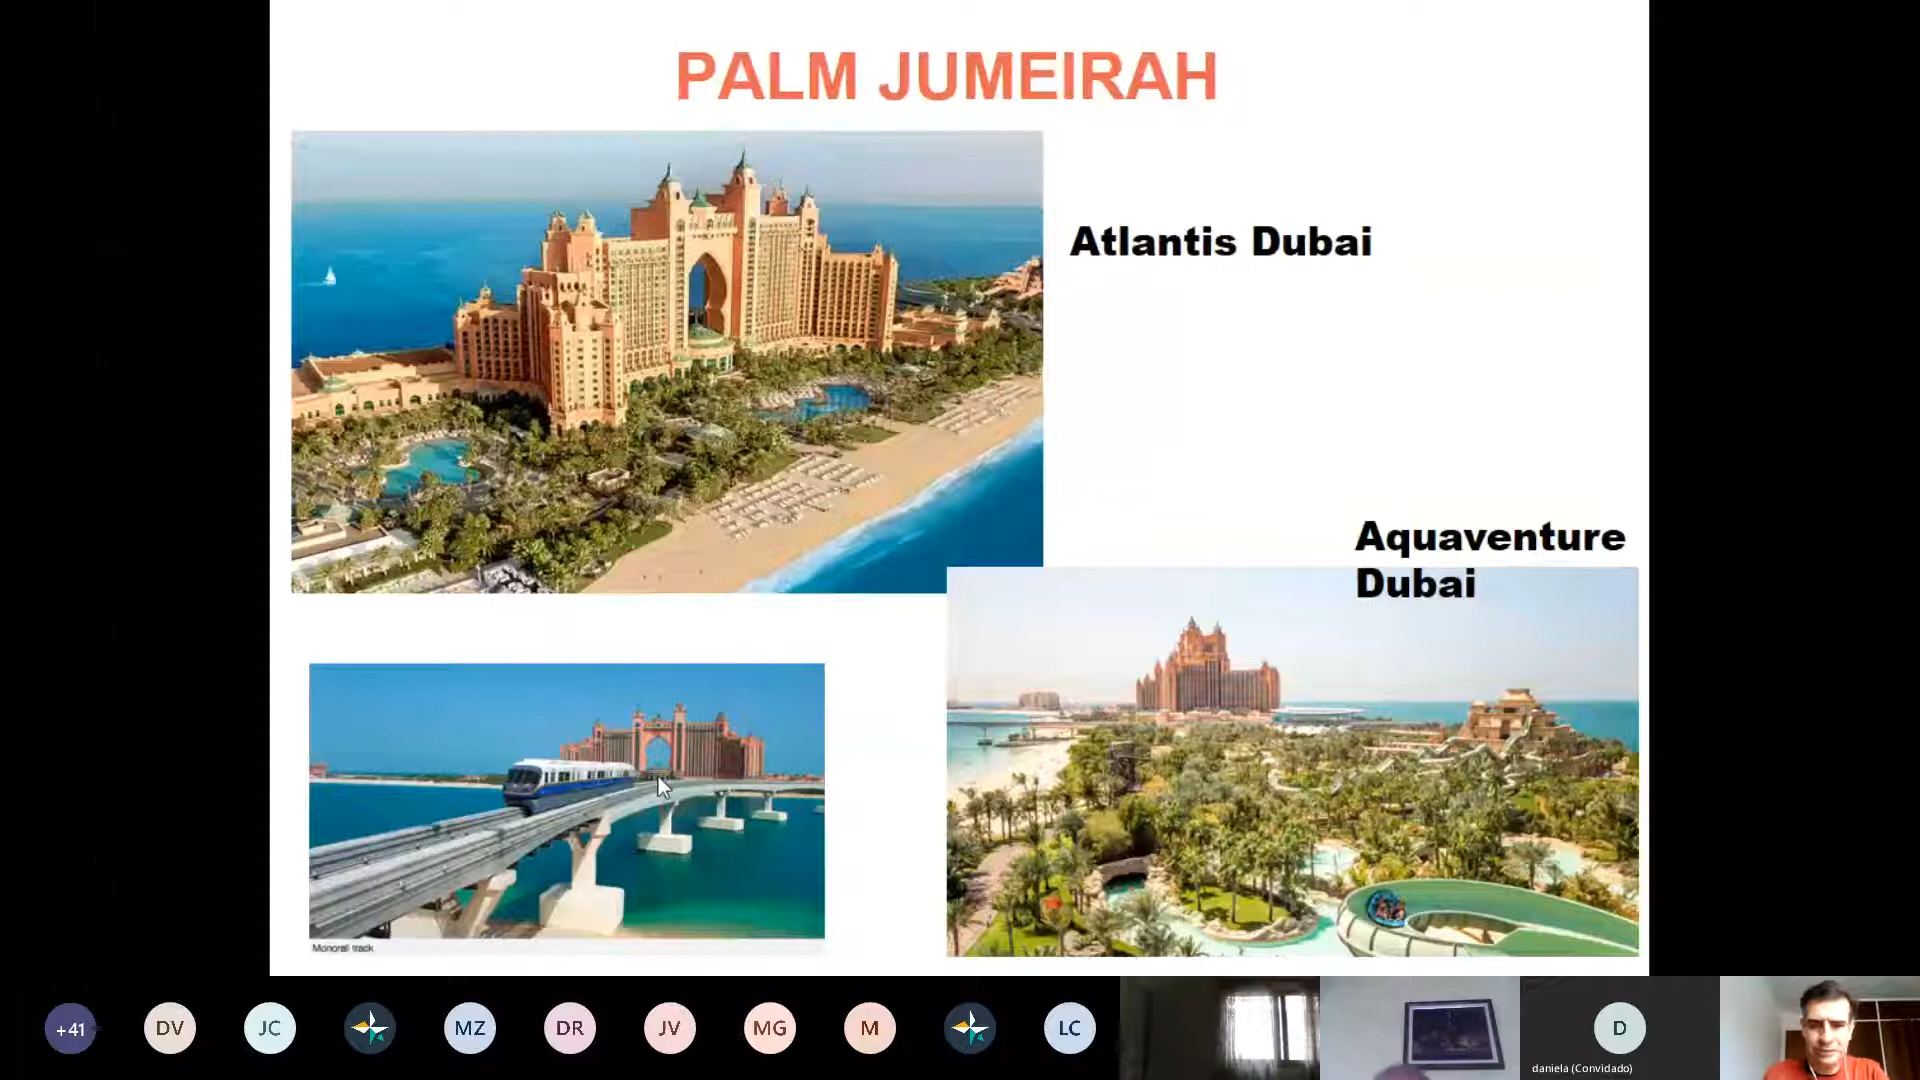 PALM JUMEIRAH
Atlantis Dubai
Aquaventure
Dubai
Monorail track
+41
DV
JC
MZ
DR
JV
MG
M
LC
D
daniela (Convidado)